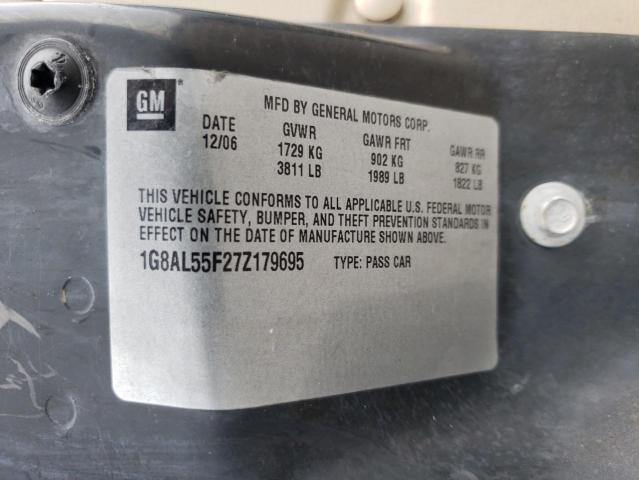 GM
MFD BY GENERAL MOTORS CORP.
DATE GVWR GAWR FRT GAWR RR
12/06 1729 KG 902 KG 827 KG
3811 LB 1989 LB 1822 LB
THIS VEHICLE CONFORMS TO ALL APPLICABLE U.S. FEDERAL MOTOR
VEHICLE SAFETY, BUMPER, AND THEFT PREVENTION STANDARDS IN
EFFECT ON THE DATE OF MANUFACTURE SHOWN ABOVE.
1G8AL55F27Z179695 TYPE: PASS CAR